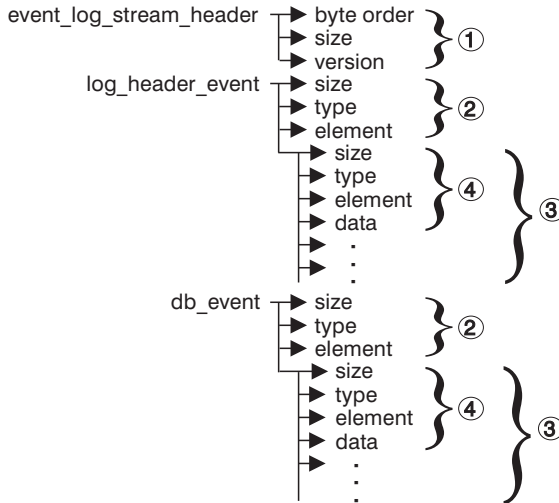 event_log_stream_header byte order
size ①
version
log_header_event size
type ②
element
size
type ④
element ③
data
db_event size
type ②
element
size
type ④
element ③
data